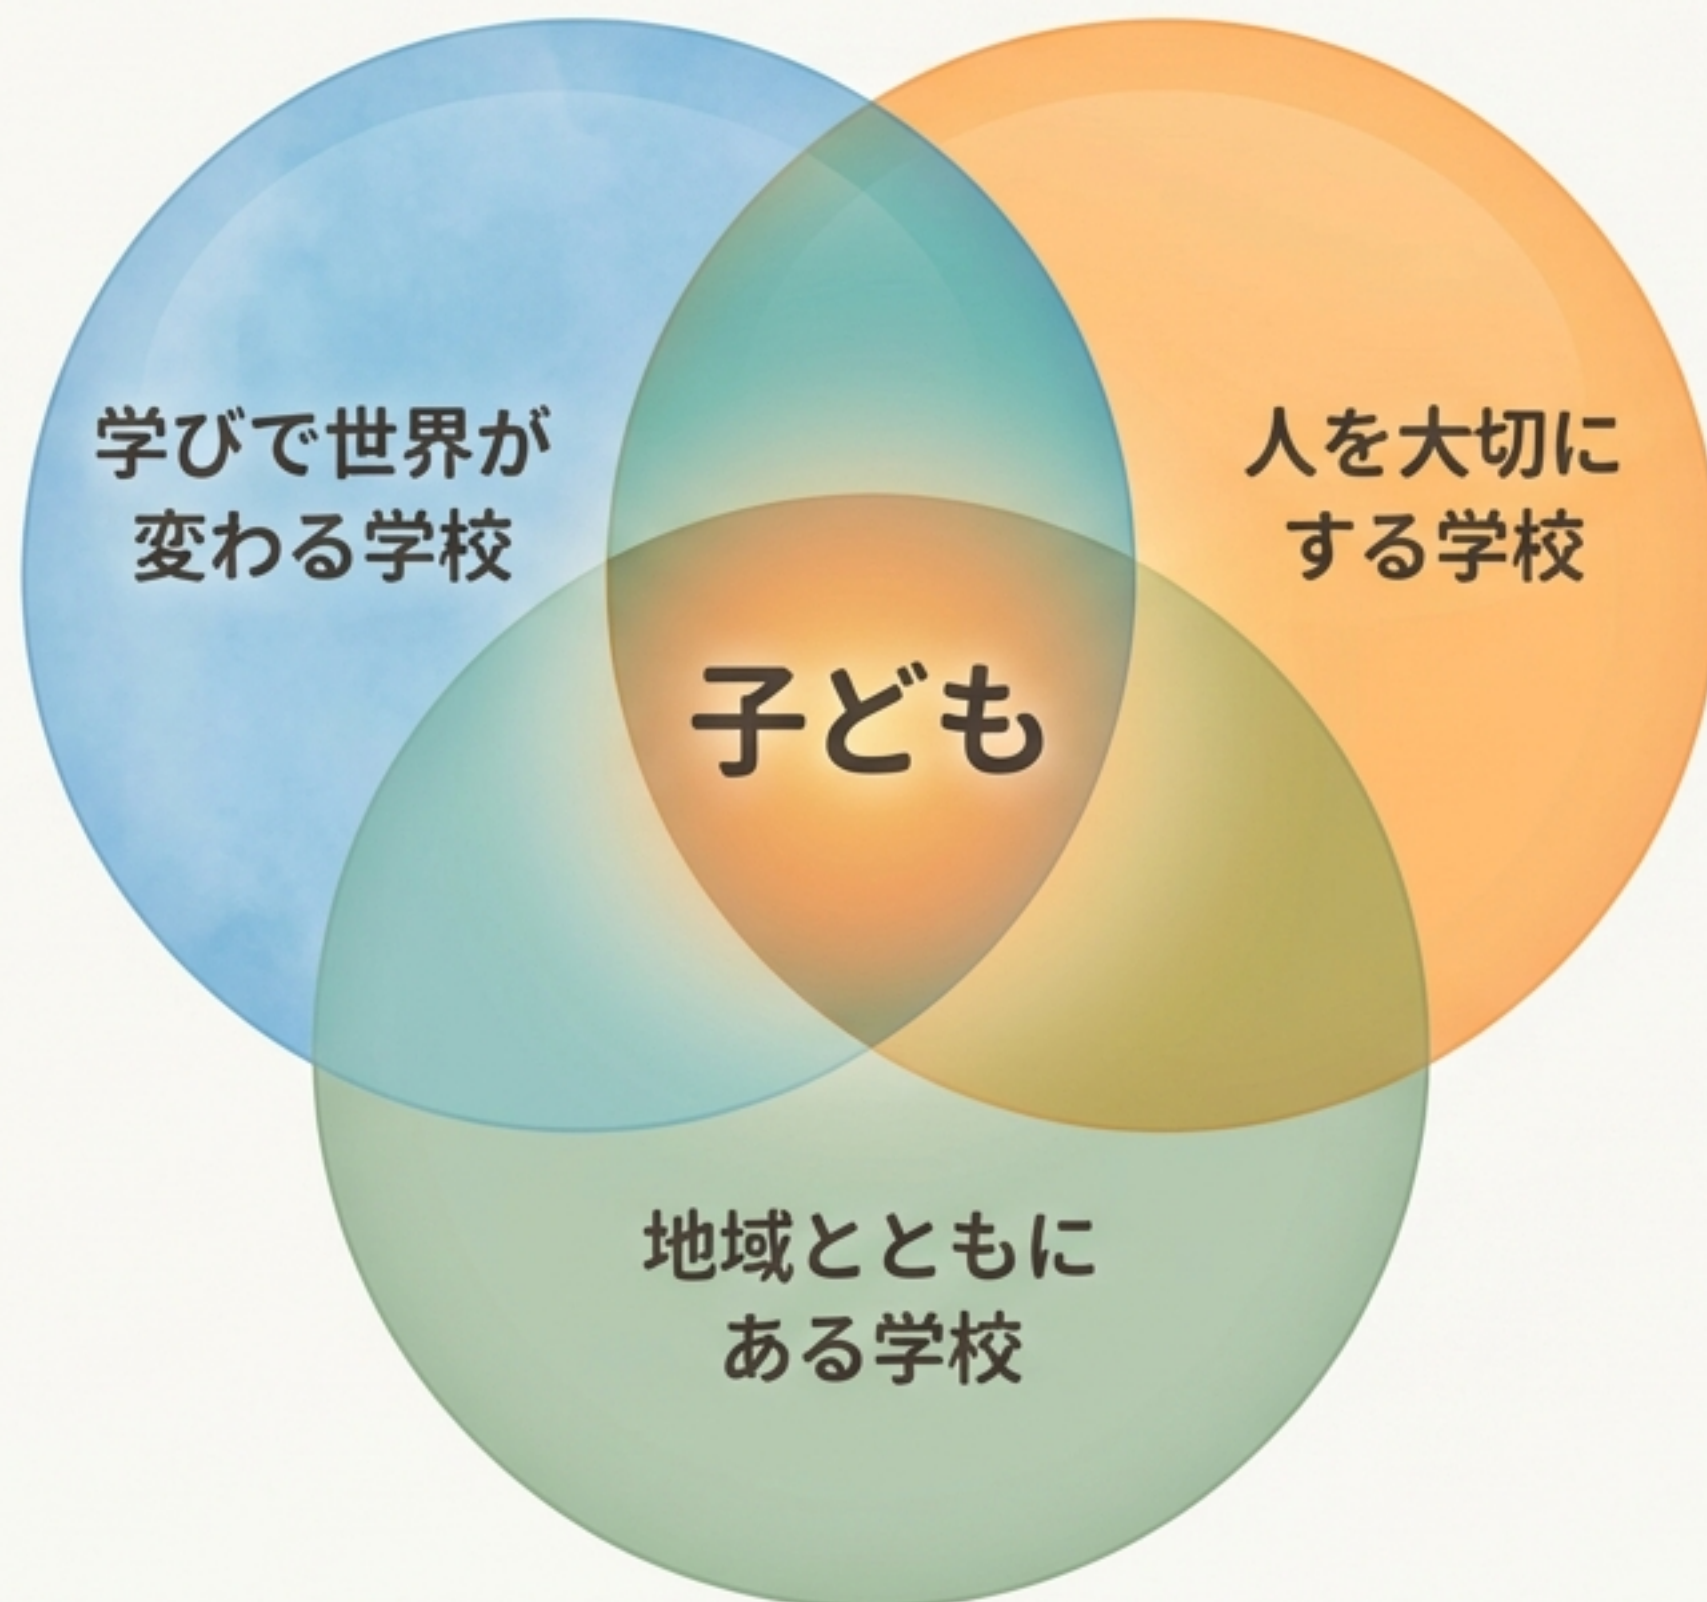 学びで世界が
変わる学校
人を大切に
する学校
子ども
地域とともに
ある学校